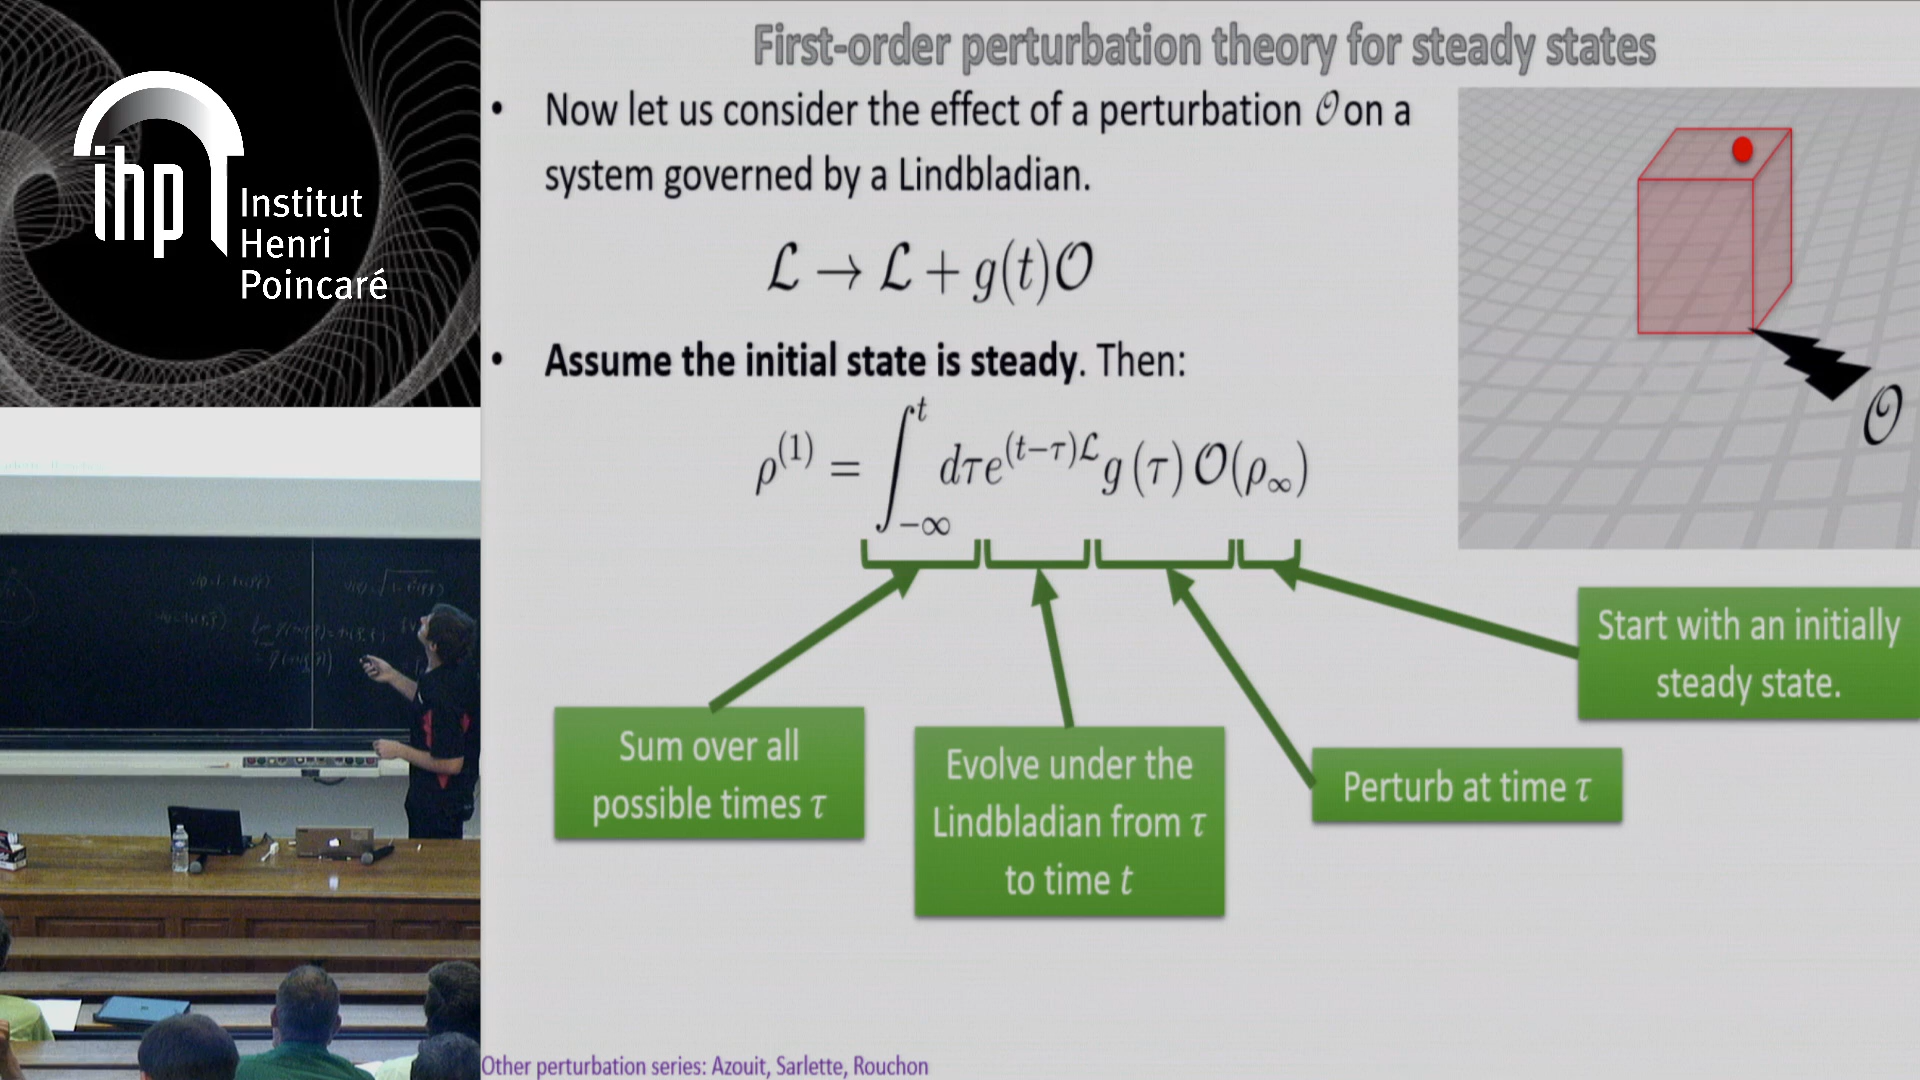 ihp
Institut
Henri
Poincaré
First-order perturbation theory for steady states
• Now let us consider the effect of a perturbation 𝒪 on a
system governed by a Lindbladian.
ℒ → ℒ + g(t)𝒪
• Assume the initial state is steady. Then:
ρ^(1) = ∫_{-∞}^{t} dτe^{(t−τ)ℒ} g(τ) 𝒪(ρ_∞)
𝒪
Start with an initially
steady state.
Sum over all
possible times τ
Evolve under the
Lindbladian from τ
to time t
Perturb at time τ
Other perturbation series: Azouit, Sarlette, Rouchon